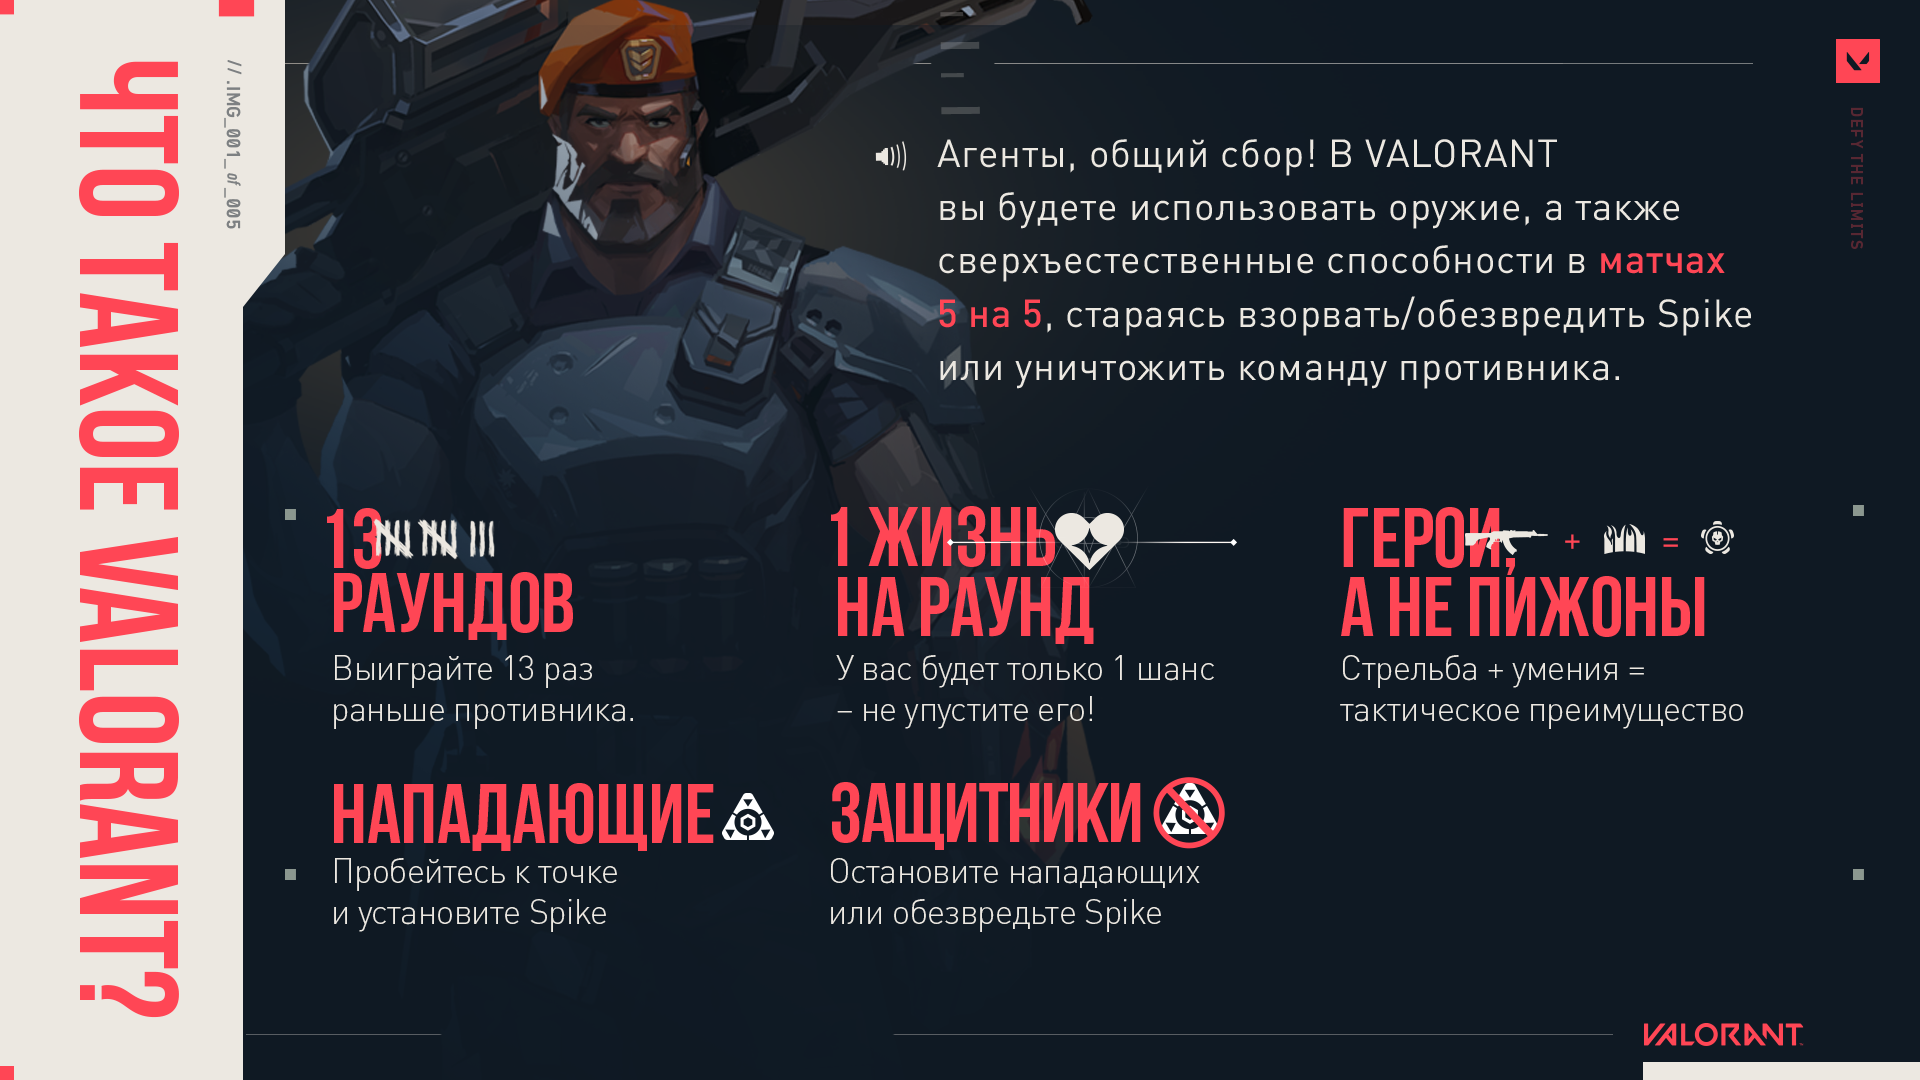 ЧТО ТАКОЕ VALORANT?
// .IMG_001_of_005
DEFY THE LIMITS
Агенты, общий сбор! В VALORANT
вы будете использовать оружие, а также
сверхъестественные способности в матчах
5 на 5, стараясь взорвать/обезвредить Spike
или уничтожить команду противника.
13
РАУНДОВ
Выиграйте 13 раз
раньше противника.
1 ЖИЗНЬ
НА РАУНД
У вас будет только 1 шанс
– не упустите его!
ГЕРОИ, + =
А НЕ ПИЖОНЫ
Стрельба + умения =
тактическое преимущество
НАПАДАЮЩИЕ
Пробейтесь к точке
и установите Spike
ЗАЩИТНИКИ
Остановите нападающих
или обезвредьте Spike
VALORANT